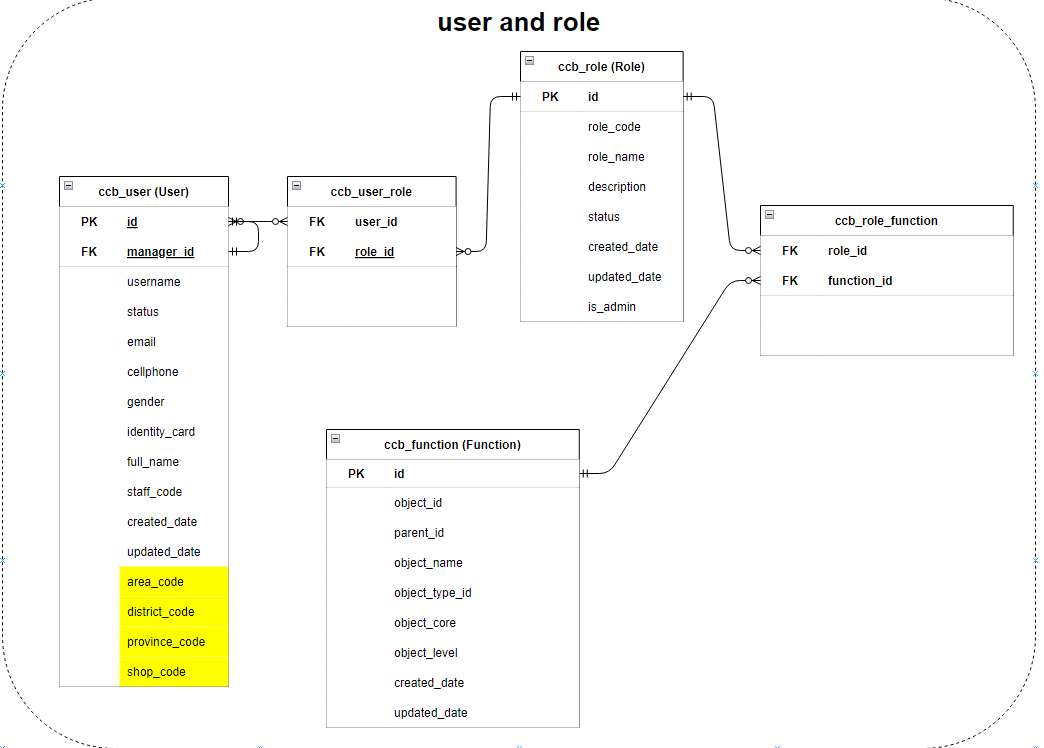 user and role
ccb_role (Role)
PK id
role_code
role_name
description
status
created_date
updated_date
is_admin
ccb_user (User)
PK id
FK manager_id
username
status
email
cellphone
gender
identity_card
full_name
staff_code
created_date
updated_date
area_code
district_code
province_code
shop_code
ccb_user_role
FK user_id
FK role_id
ccb_role_function
FK role_id
FK function_id
ccb_function (Function)
PK id
object_id
parent_id
object_name
object_type_id
object_core
object_level
created_date
updated_date